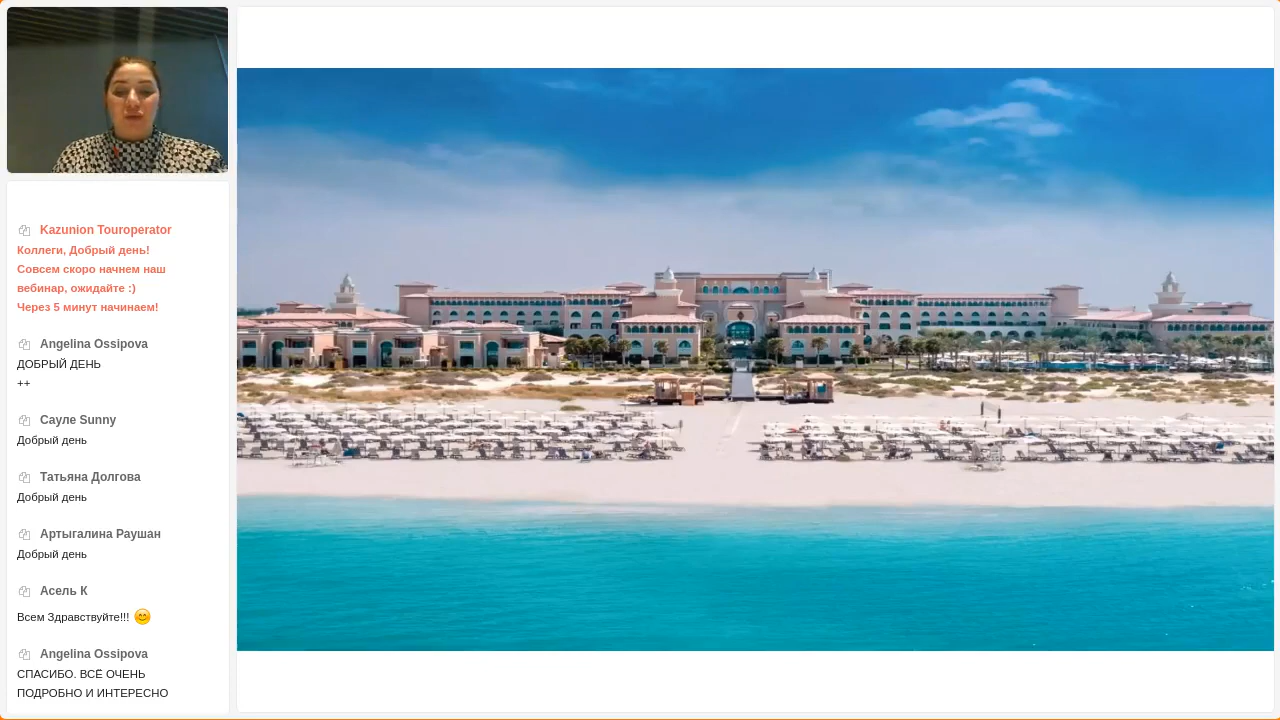 Kazunion Touroperator
Коллеги, Добрый день!
Совсем скоро начнем наш
вебинар, ожидайте :)
Через 5 минут начинаем!
Angelina Ossipova
ДОБРЫЙ ДЕНЬ
++
Сауле Sunny
Добрый день
Татьяна Долгова
Добрый день
Артыгалина Раушан
Добрый день
Асель К
Всем Здравствуйте!!! 😊
Angelina Ossipova
СПАСИБО. ВСЁ ОЧЕНЬ
ПОДРОБНО И ИНТЕРЕСНО